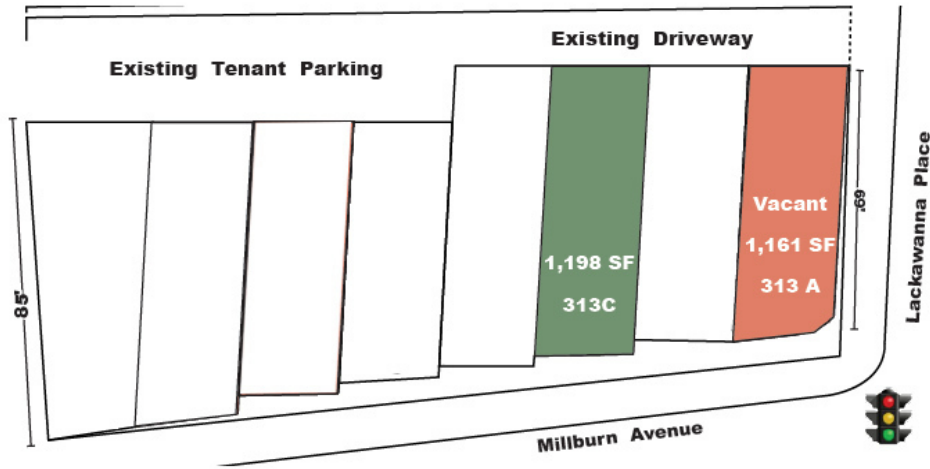 Existing Driveway
Existing Tenant Parking
85'
1,198 SF
313C
Vacant
1,161 SF
313 A
69'
Lackawanna Place
Millburn Avenue